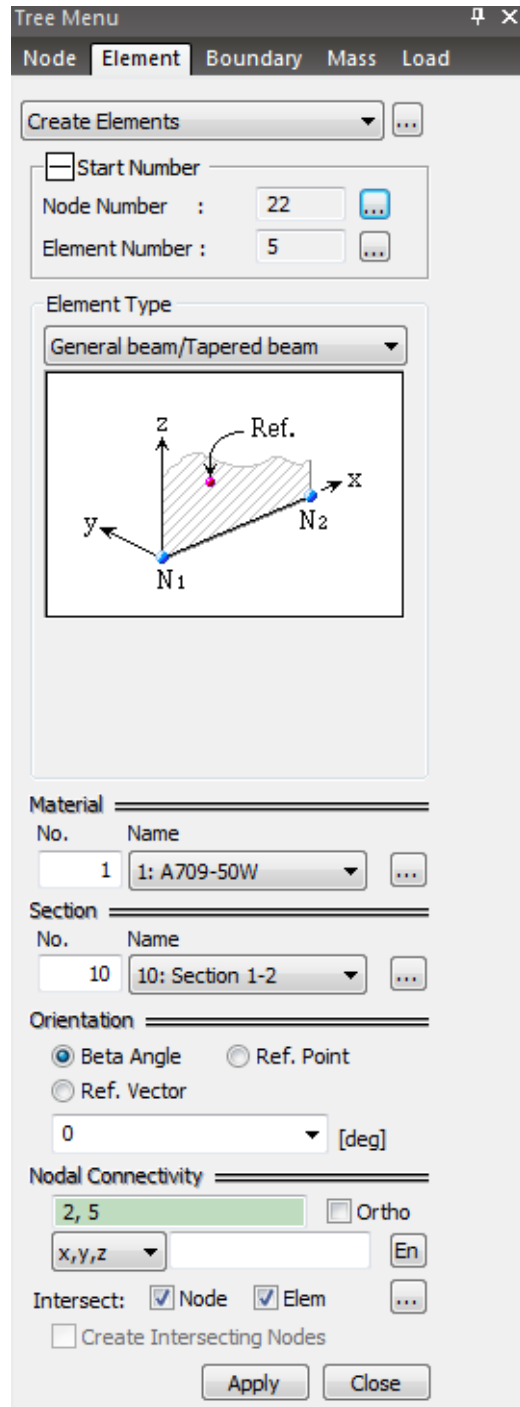 Tree Menu
Node Element Boundary Mass Load
Create Elements ...
Start Number
Node Number : 22 ...
Element Number : 5 ...
Element Type
General beam/Tapered beam
z Ref.
x
y N2
N1
Material
No. Name
1 1: A709-50W ...
Section
No. Name
10 10: Section 1-2 ...
Orientation
Beta Angle Ref. Point
Ref. Vector
0 [deg]
Nodal Connectivity
2, 5 Ortho
x,y,z En
Intersect: Node Elem ...
Create Intersecting Nodes
Apply Close